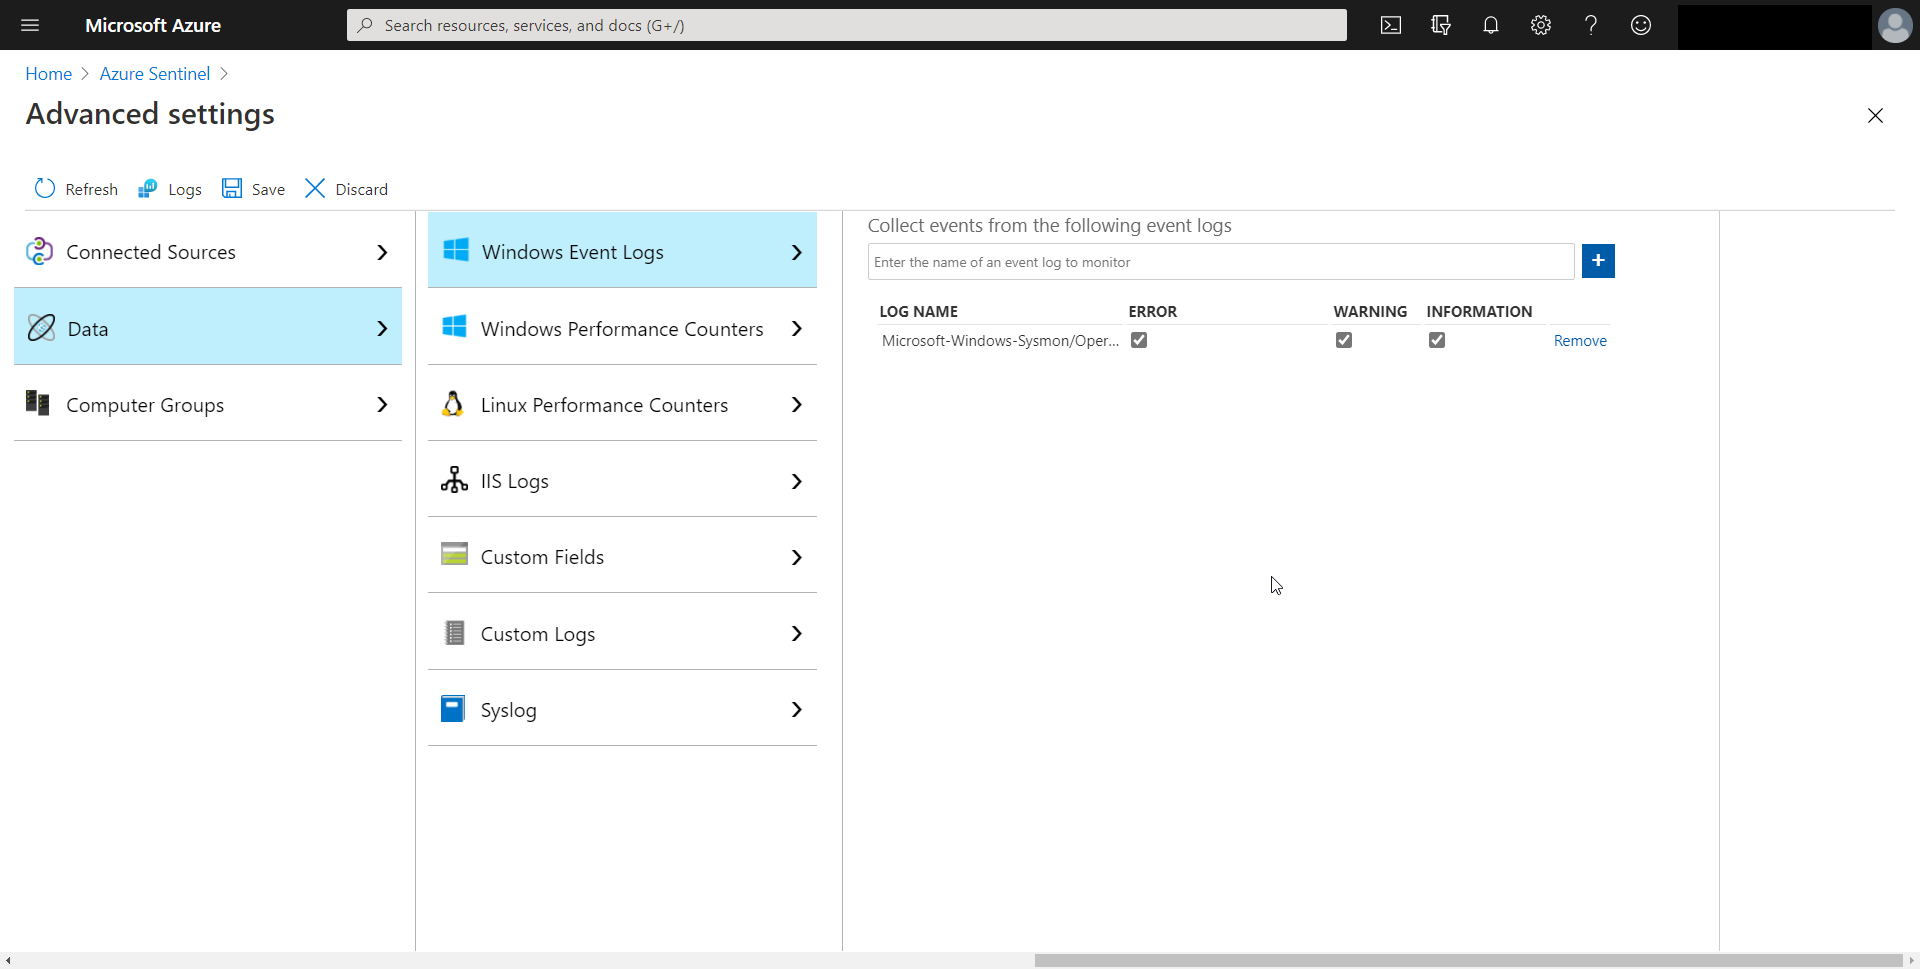 Microsoft Azure
Search resources, services, and docs (G+/)
Home > Azure Sentinel >
Advanced settings
Refresh Logs Save Discard
Connected Sources
Data
Computer Groups
Windows Event Logs
Windows Performance Counters
Linux Performance Counters
IIS Logs
Custom Fields
Custom Logs
Syslog
Collect events from the following event logs
Enter the name of an event log to monitor
+
LOG NAME ERROR WARNING INFORMATION
Microsoft-Windows-Sysmon/Oper... Remove